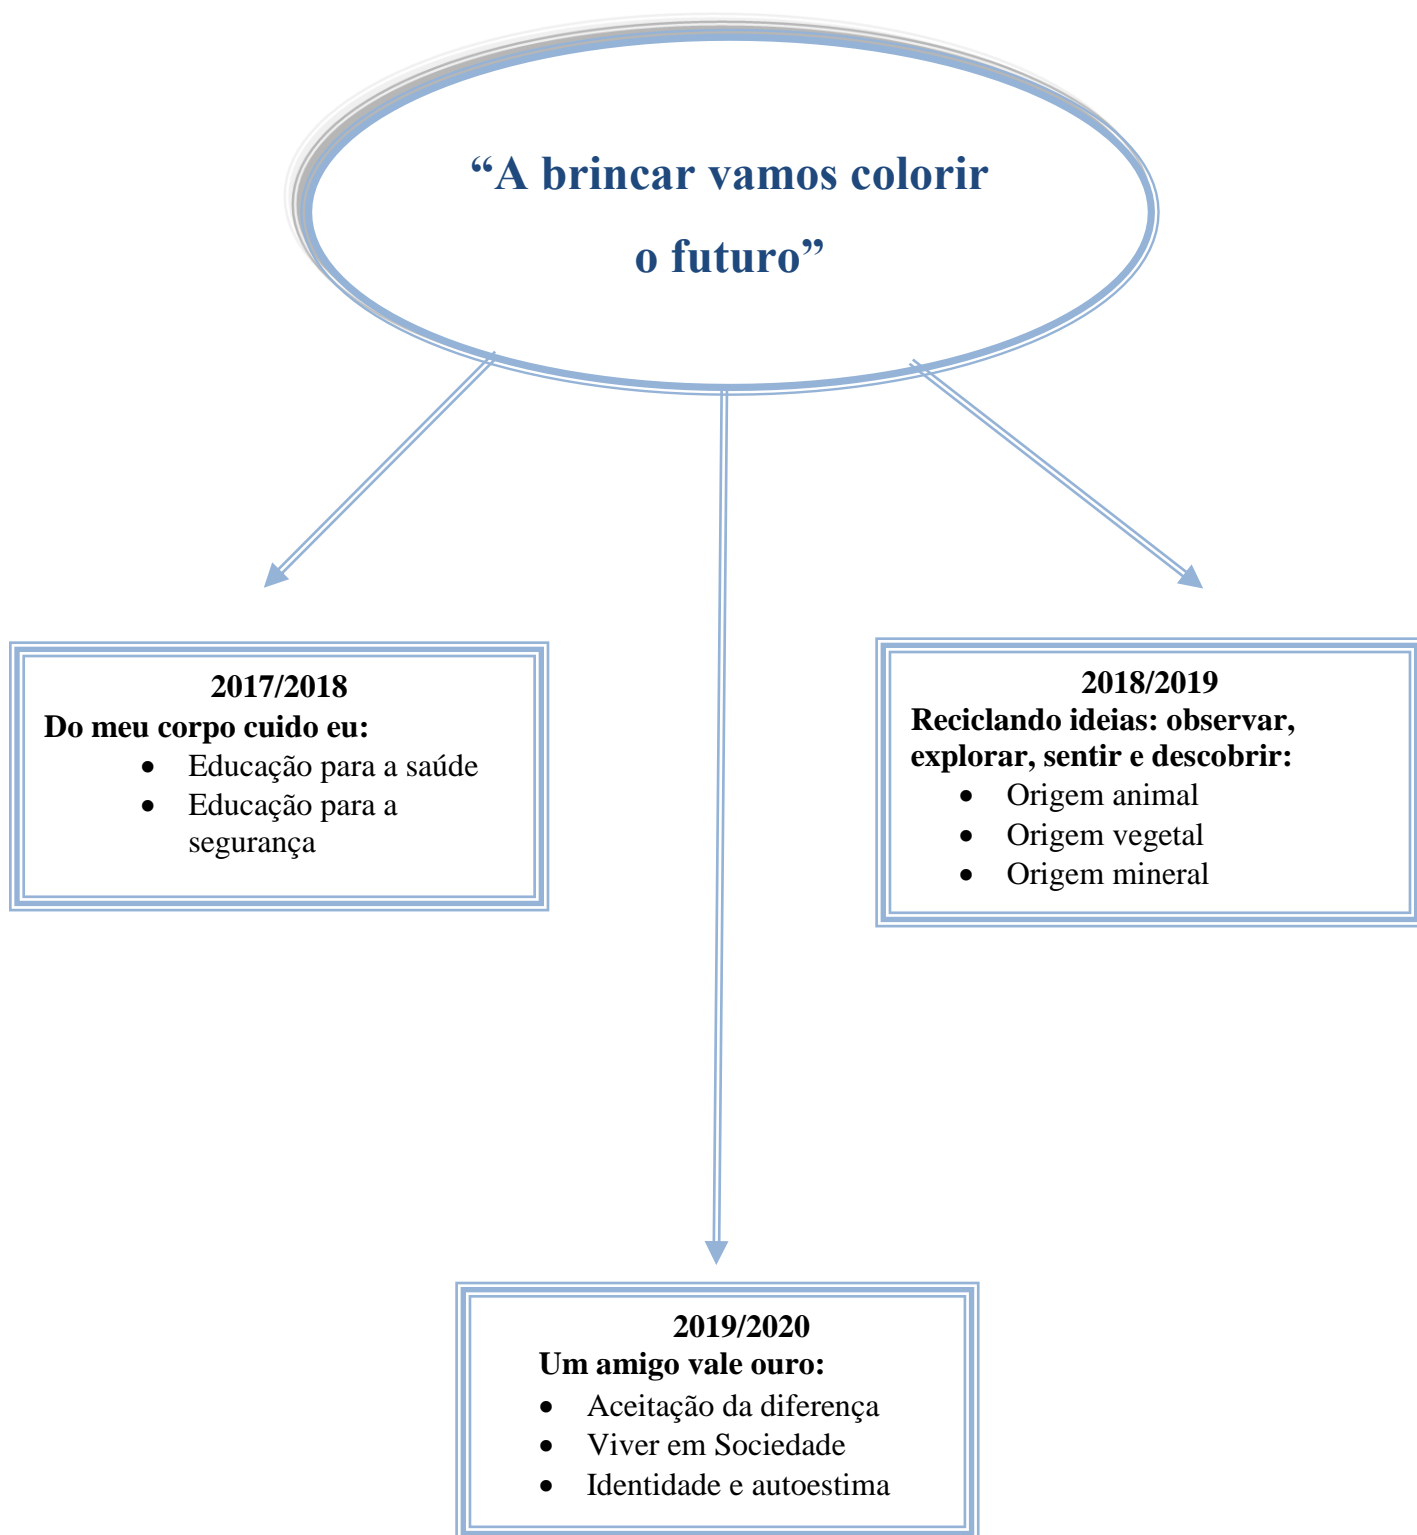 “A brincar vamos colorir
o futuro”
2017/2018
Do meu corpo cuido eu:
• Educação para a saúde
• Educação para a
segurança
2018/2019
Reciclando ideias: observar,
explorar, sentir e descobrir:
• Origem animal
• Origem vegetal
• Origem mineral
2019/2020
Um amigo vale ouro:
• Aceitação da diferença
• Viver em Sociedade
• Identidade e autoestima